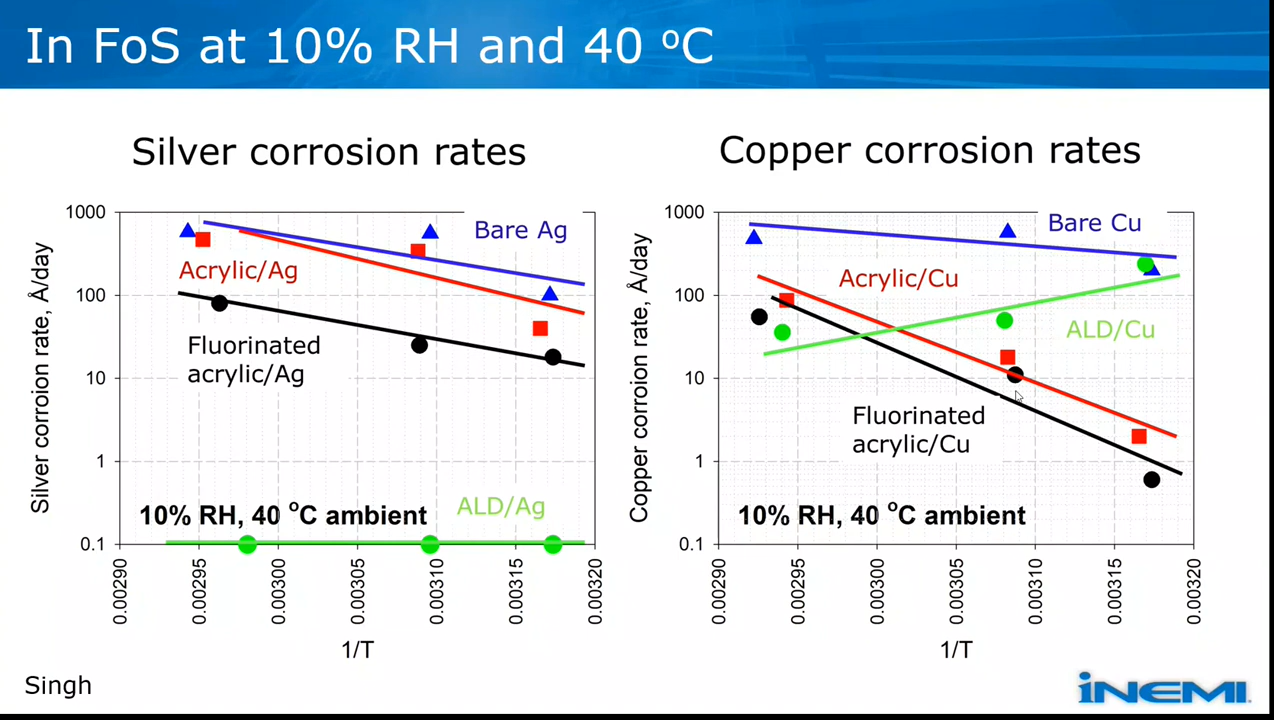 In FoS at 10% RH and 40 ᵒC
Silver corrosion rates
Silver corroion rate, Å/day
1000
100
10
1
0.1
Bare Ag
Acrylic/Ag
Fluorinated
acrylic/Ag
ALD/Ag
10% RH, 40 ᵒC ambient
0.00290
0.00295
0.00300
0.00305
0.00310
0.00315
0.00320
1/T
Copper corrosion rates
Copper corroion rate, Å/day
1000
100
10
1
0.1
Bare Cu
Acrylic/Cu
ALD/Cu
Fluorinated
acrylic/Cu
10% RH, 40 ᵒC ambient
0.00290
0.00295
0.00300
0.00305
0.00310
0.00315
0.00320
1/T
Singh
iNEMI